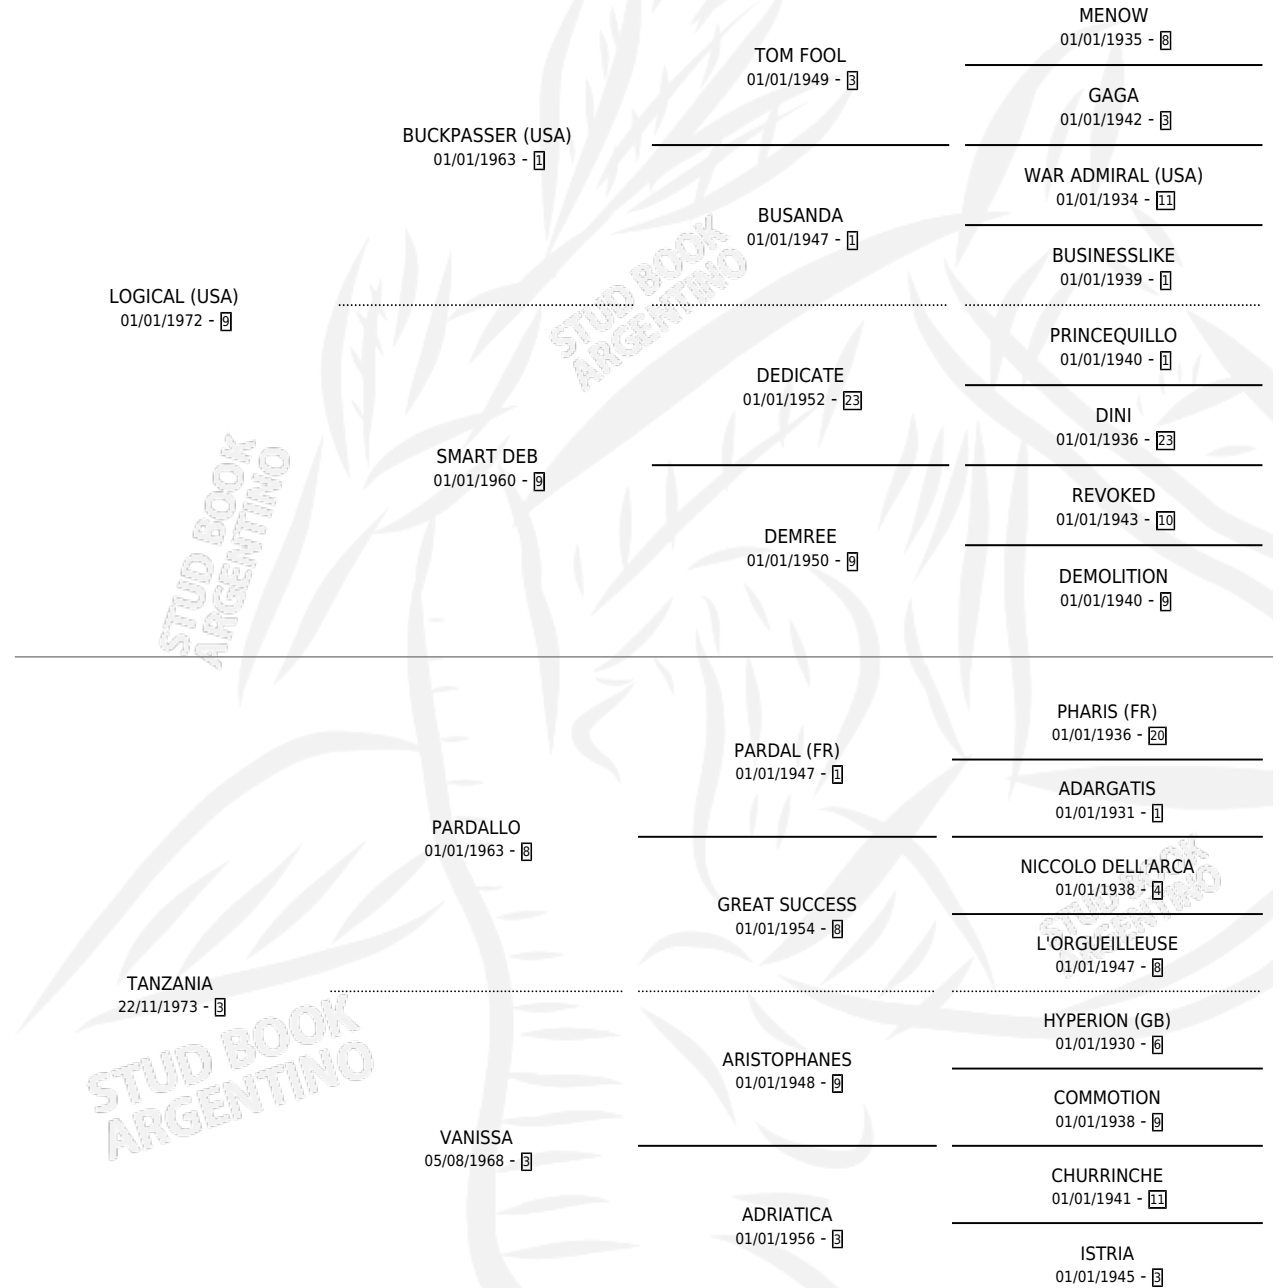 MENOW
01/01/1935 - 8
TOM FOOL
01/01/1949 - 3
GAGA
01/01/1942 - 3
BUCKPASSER (USA)
01/01/1963 - 1
WAR ADMIRAL (USA)
01/01/1934 - 11
BUSANDA
01/01/1947 - 1
BUSINESSLIKE
01/01/1939 - 1
LOGICAL (USA)
01/01/1972 - 9
PRINCEQUILLO
01/01/1940 - 1
DEDICATE
01/01/1952 - 23
DINI
01/01/1936 - 23
SMART DEB
01/01/1960 - 9
REVOKED
01/01/1943 - 10
DEMREE
01/01/1950 - 9
DEMOLITION
01/01/1940 - 9
PHARIS (FR)
01/01/1936 - 20
PARDAL (FR)
01/01/1947 - 1
ADARGATIS
01/01/1931 - 1
PARDALLO
01/01/1963 - 8
NICCOLO DELL'ARCA
01/01/1938 - 4
GREAT SUCCESS
01/01/1954 - 8
L'ORGUEILLEUSE
01/01/1947 - 8
TANZANIA
22/11/1973 - 3
HYPERION (GB)
01/01/1930 - 6
ARISTOPHANES
01/01/1948 - 9
COMMOTION
01/01/1938 - 9
VANISSA
05/08/1968 - 3
CHURRINCHE
01/01/1941 - 11
ADRIATICA
01/01/1956 - 3
ISTRIA
01/01/1945 - 3
STUD BOOK
ARGENTINO
STUD BOOK
ARGENTINO
STUD BOOK
ARGENTINO
STUD BOOK
ARGENTINO